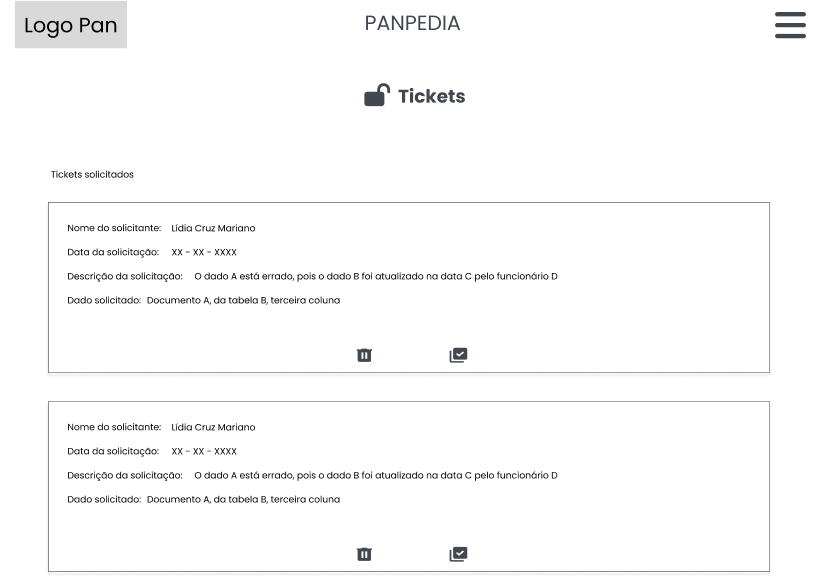 Logo Pan
PANPEDIA
Tickets
Tickets solicitados
Nome do solicitante: Lídia Cruz Mariano
Data da solicitação: XX - XX - XXXX
Descrição da solicitação: O dado A está errado, pois o dado B foi atualizado na data C pelo funcionário D
Dado solicitado: Documento A, da tabela B, terceira coluna
Nome do solicitante: Lídia Cruz Mariano
Data da solicitação: XX - XX - XXXX
Descrição da solicitação: O dado A está errado, pois o dado B foi atualizado na data C pelo funcionário D
Dado solicitado: Documento A, da tabela B, terceira coluna